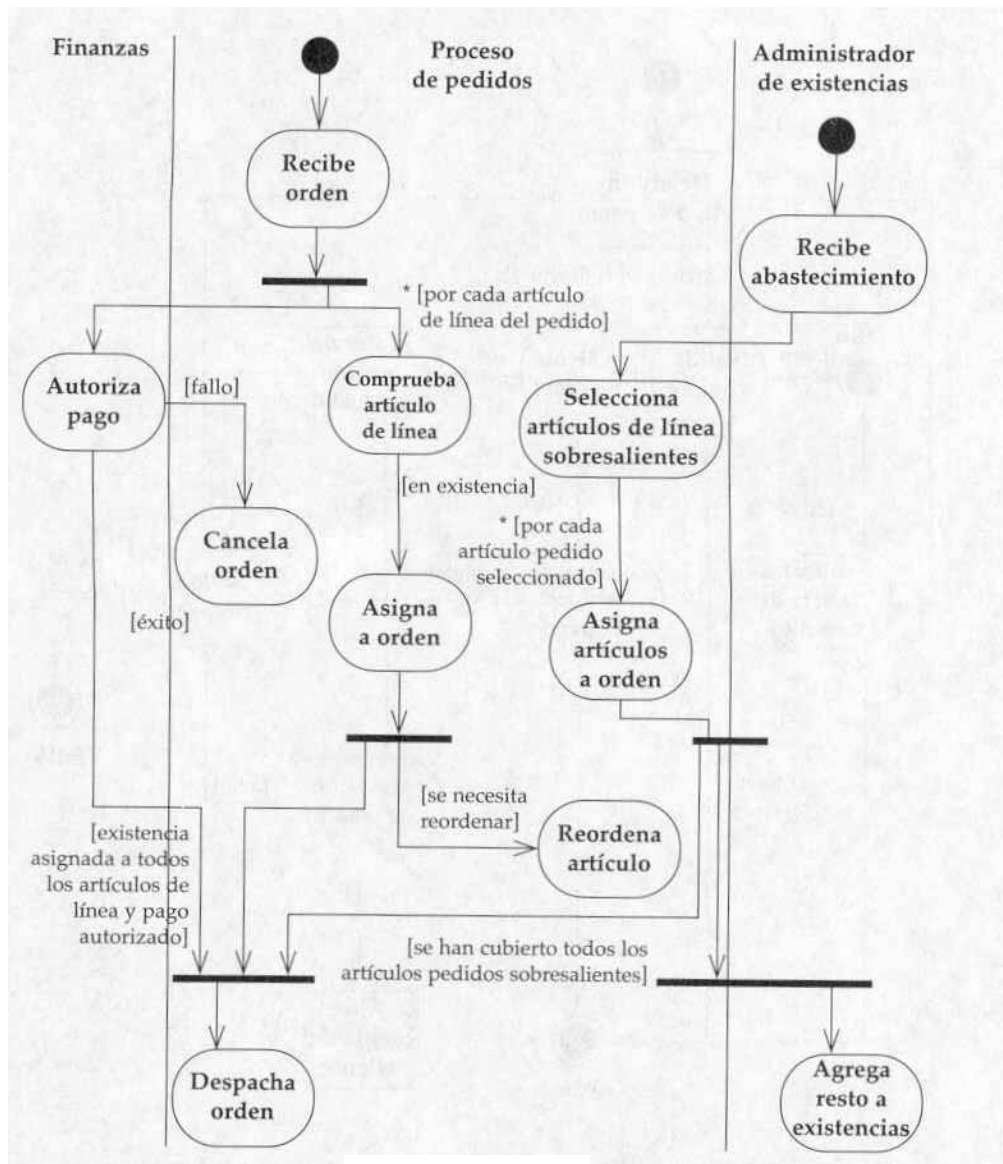 Finanzas
Proceso
de pedidos
Administrador
de existencias
Recibe
orden
Recibe
abastecimiento
* [por cada artículo
de línea del pedido]
Autoriza
pago
[fallo]
Comprueba
artículo
de línea
Selecciona
artículos de línea
sobresalientes
[en existencia]
Cancela
orden
* [por cada
artículo pedido
seleccionado]
[éxito]
Asigna
a orden
Asigna
artículos
a orden
[se necesita
reordenar]
Reordena
artículo
[existencia
asignada a todos
los artículos de
línea y pago
autorizado]
[se han cubierto todos los
artículos pedidos sobresalientes]
Despacha
orden
Agrega
resto a
existencias